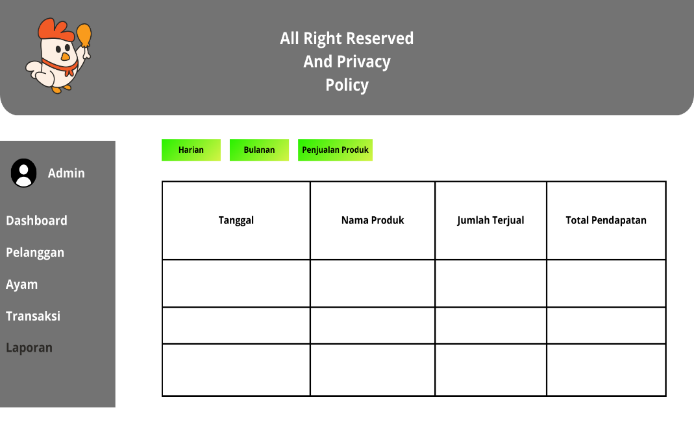 All Right Reserved
And Privacy
Policy
Admin
Dashboard
Pelanggan
Ayam
Transaksi
Laporan
Harian Bulanan Penjualan Produk
Tanggal Nama Produk Jumlah Terjual Total Pendapatan